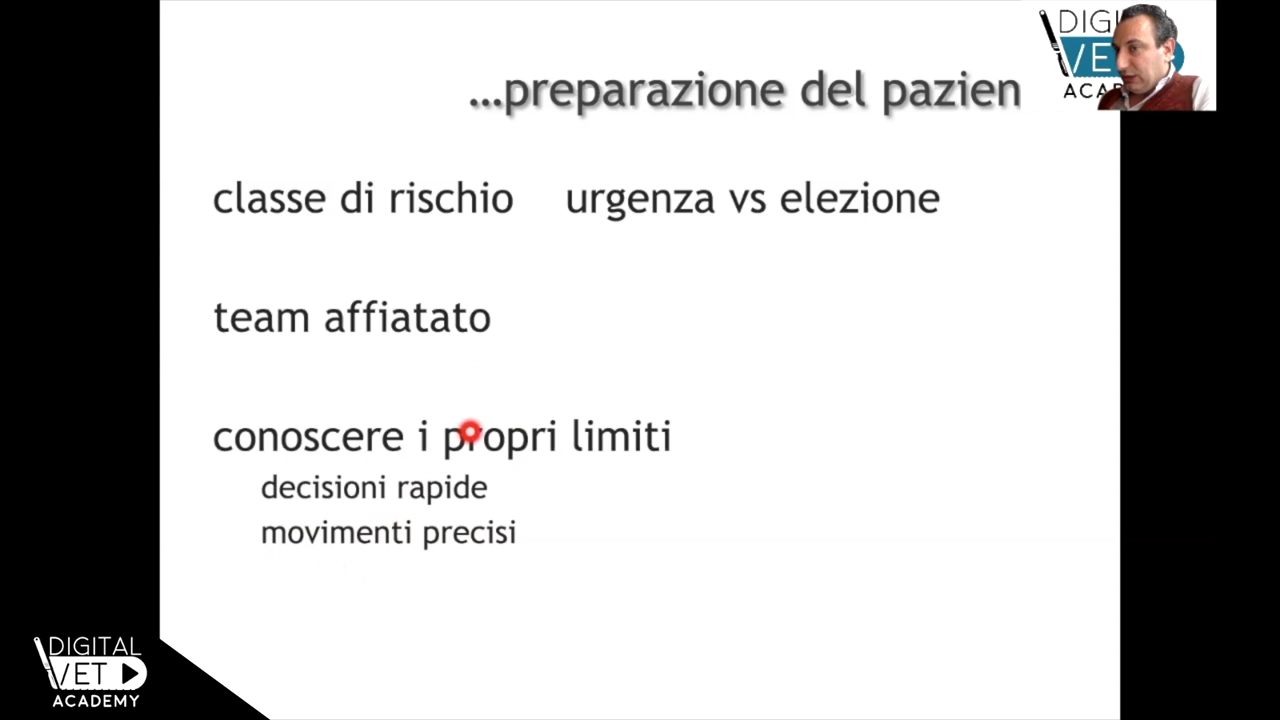 ...preparazione del pazien
classe di rischio urgenza vs elezione
team affiatato
conoscere i propri limiti
decisioni rapide
movimenti precisi
DIGITAL
VET
ACADEMY